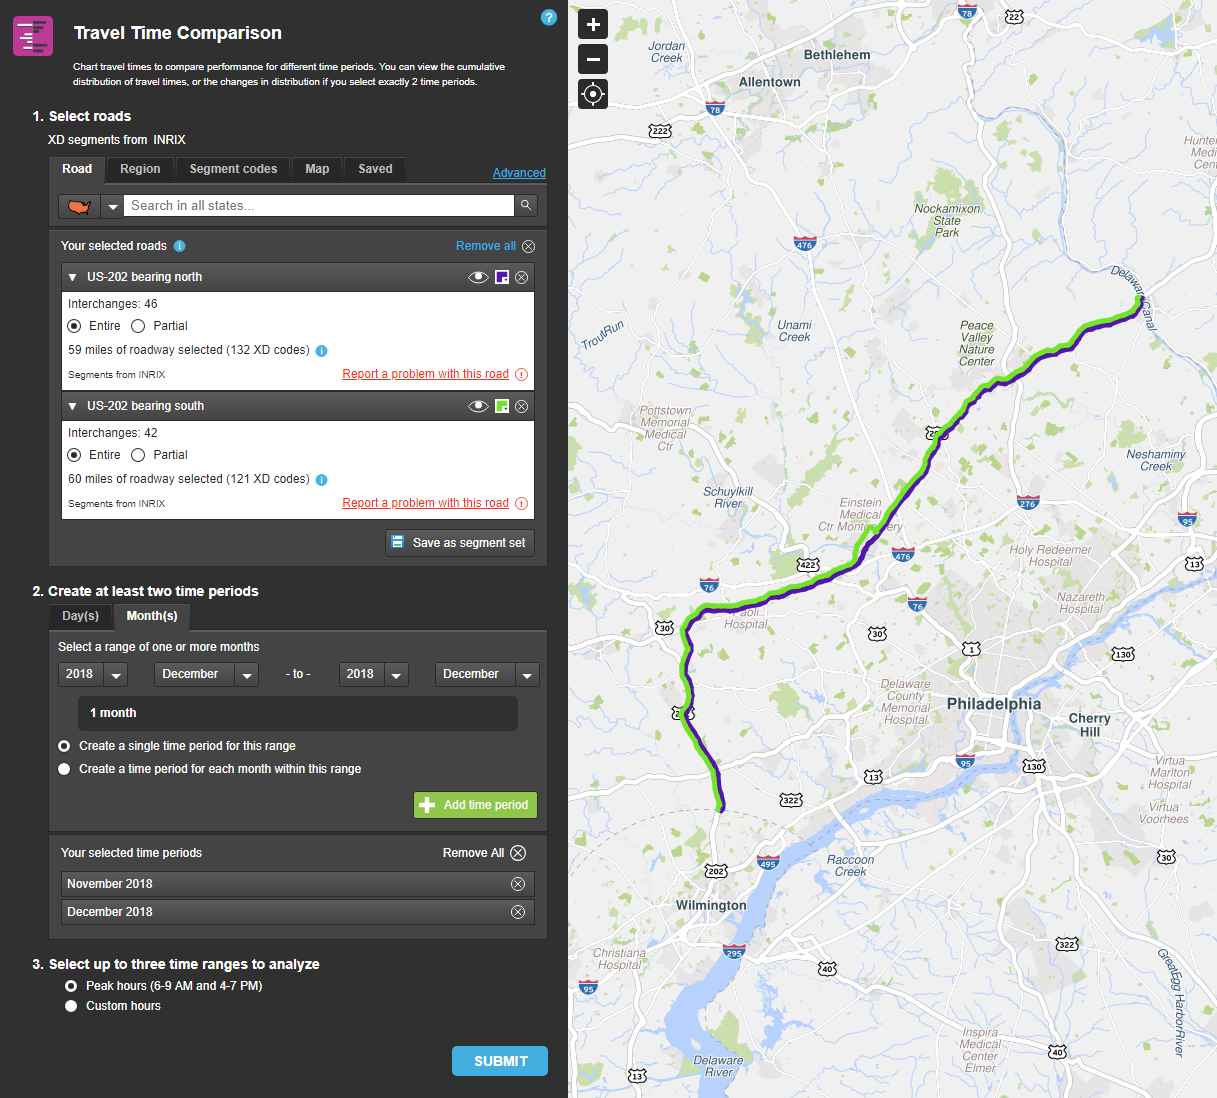 Travel Time Comparison
?
Chart travel times to compare performance for different time periods. You can view the cumulative
distribution of travel times, or the changes in distribution if you select exactly 2 time periods.
1. Select roads
XD segments from INRIX
Road
Region
Segment codes
Map
Saved
Advanced
Search in all states...
Your selected roads i
Remove all
US-202 bearing north
Interchanges: 46
Entire
Partial
59 miles of roadway selected (132 XD codes) i
Segments from INRIX
Report a problem with this road !
US-202 bearing south
Interchanges: 42
Entire
Partial
60 miles of roadway selected (121 XD codes) i
Segments from INRIX
Report a problem with this road !
Save as segment set
2. Create at least two time periods
Day(s)
Month(s)
Select a range of one or more months
2018
December
- to -
2018
December
1 month
Create a single time period for this range
Create a time period for each month within this range
Add time period
Your selected time periods
Remove All
November 2018
December 2018
3. Select up to three time ranges to analyze
Peak hours (6-9 AM and 4-7 PM)
Custom hours
SUBMIT
78
22
Jordan
Creek
Bethlehem
Allentown
78
222
Hunter
Medi
Cen
Nockamixon
State
Park
476
Delawar
Canal
Trout Run
Unami
Creek
Peace
Valley
Nature
Center
Pottstown
Memorial
Medical
Ctr
Neshaminy
Creek
Schuylkill
River
Einstein
Medical
Ctr Montgomery
276
95
422
476
Holy Redeemer
Hospital
13
76
76
Nazareth
Hospital
Paoli
Hospital
30
30
1
130
Delaware
County
Memorial
Hospital
Philadelphia
Cherry
Hill
95
130
13
Virtua
Marlton
Hospital
322
Virtua
Voorhees
495
Raccoon
Creek
30
202
Wilmington
Christiana
Hospital
295
322
40
95
Great Egg Harbor River
Inspira
Medical
Center
Elmer
40
Delaware
River
13